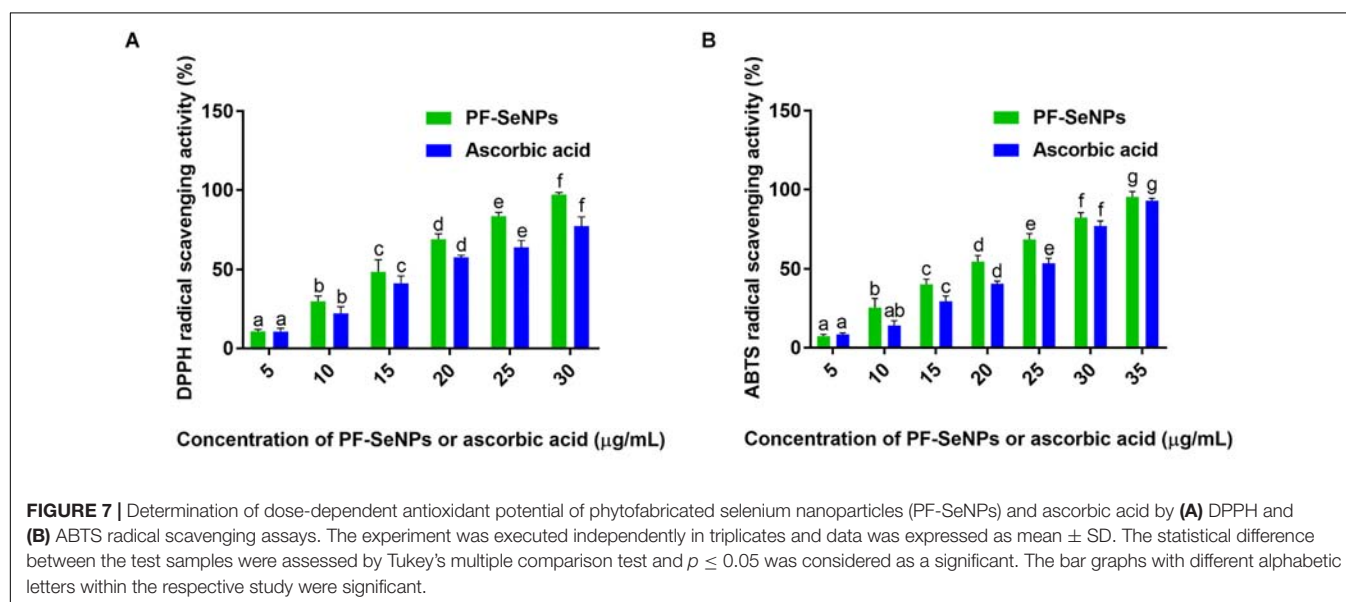 A
DPPH radical scavenging activity (%)
150
100
50
0
PF-SeNPs
Ascorbic acid
a a b b c c d d e e f f
5 10 15 20 25 30
Concentration of PF-SeNPs or ascorbic acid (μg/mL)
B
ABTS radical scavenging activity (%)
150
100
50
0
PF-SeNPs
Ascorbic acid
a a b ab c c d d e e f f g g
5 10 15 20 25 30 35
Concentration of PF-SeNPs or ascorbic acid (μg/mL)
FIGURE 7 | Determination of dose-dependent antioxidant potential of phytofabricated selenium nanoparticles (PF-SeNPs) and ascorbic acid by (A) DPPH and
(B) ABTS radical scavenging assays. The experiment was executed independently in triplicates and data was expressed as mean ± SD. The statistical difference
between the test samples were assessed by Tukey's multiple comparison test and p ≤ 0.05 was considered as a significant. The bar graphs with different alphabetic
letters within the respective study were significant.